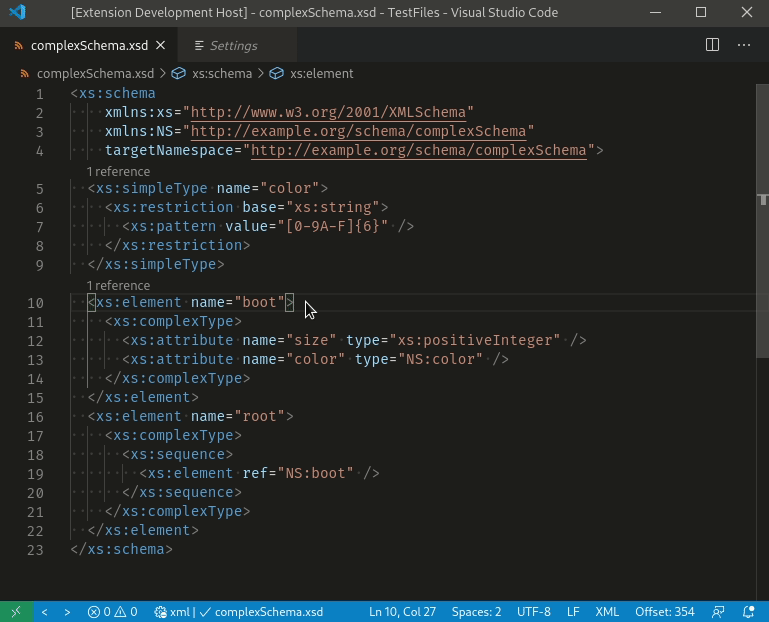 [Extension Development Host] - complexSchema.xsd - TestFiles - Visual Studio Code
complexSchema.xsd Settings
complexSchema.xsd > xs:schema > xs:element
1 <xs:schema
2 xmlns:xs="http://www.w3.org/2001/XMLSchema"
3 xmlns:NS="http://example.org/schema/complexSchema"
4 targetNamespace="http://example.org/schema/complexSchema">
1 reference
5 <xs:simpleType name="color">
6 <xs:restriction base="xs:string">
7 <xs:pattern value="[0-9A-F]{6}" />
8 </xs:restriction>
9 </xs:simpleType>
1 reference
10 <xs:element name="boot">
11 <xs:complexType>
12 <xs:attribute name="size" type="xs:positiveInteger" />
13 <xs:attribute name="color" type="NS:color" />
14 </xs:complexType>
15 </xs:element>
16 <xs:element name="root">
17 <xs:complexType>
18 <xs:sequence>
19 <xs:element ref="NS:boot" />
20 </xs:sequence>
21 </xs:complexType>
22 </xs:element>
23 </xs:schema>
< > 0 0 xml | ✓ complexSchema.xsd Ln 10, Col 27 Spaces: 2 UTF-8 LF XML Offset: 354